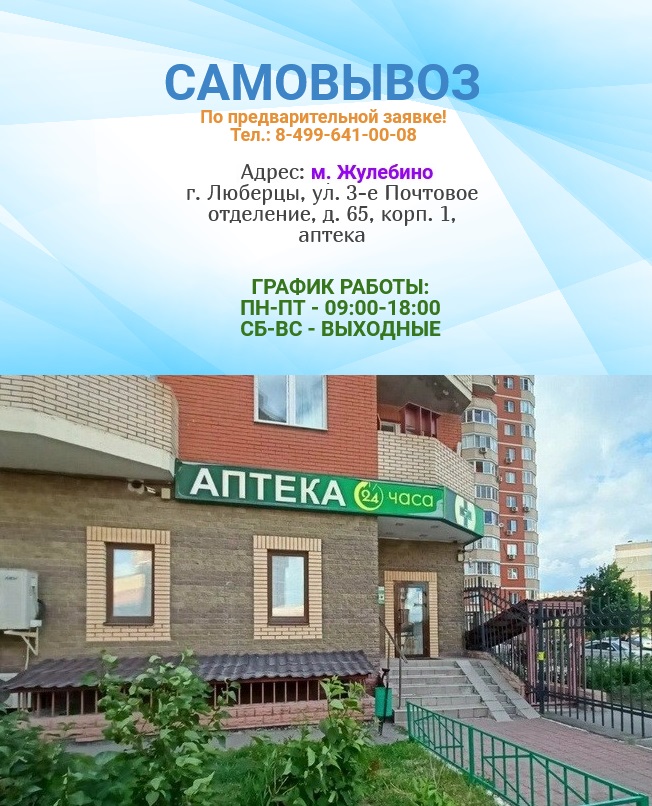 САМОВЫВОЗ
По предварительной заявке!
Тел.: 8-499-641-00-08
Адрес: м. Жулебино
г. Люберцы, ул. 3-е Почтовое
отделение, д. 65, корп. 1,
аптека
ГРАФИК РАБОТЫ:
ПН-ПТ - 09:00-18:00
СБ-ВС - ВЫХОДНЫЕ
АПТЕКА 24 часа